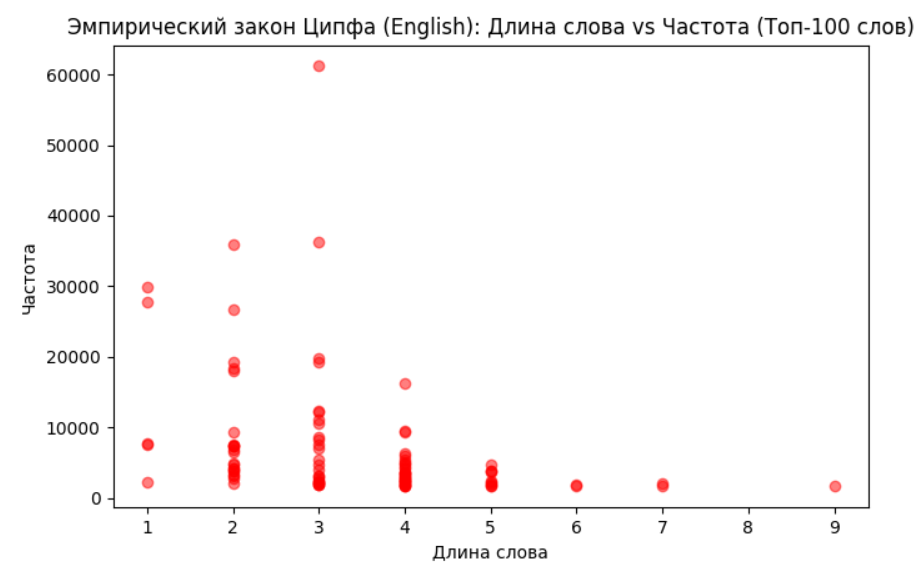 Эмпирический закон Ципфа (English): Длина слова vs Частота (Топ-100 слов)
60000
50000
40000
30000
20000
10000
0
Частота
1 2 3 4 5 6 7 8 9
Длина слова